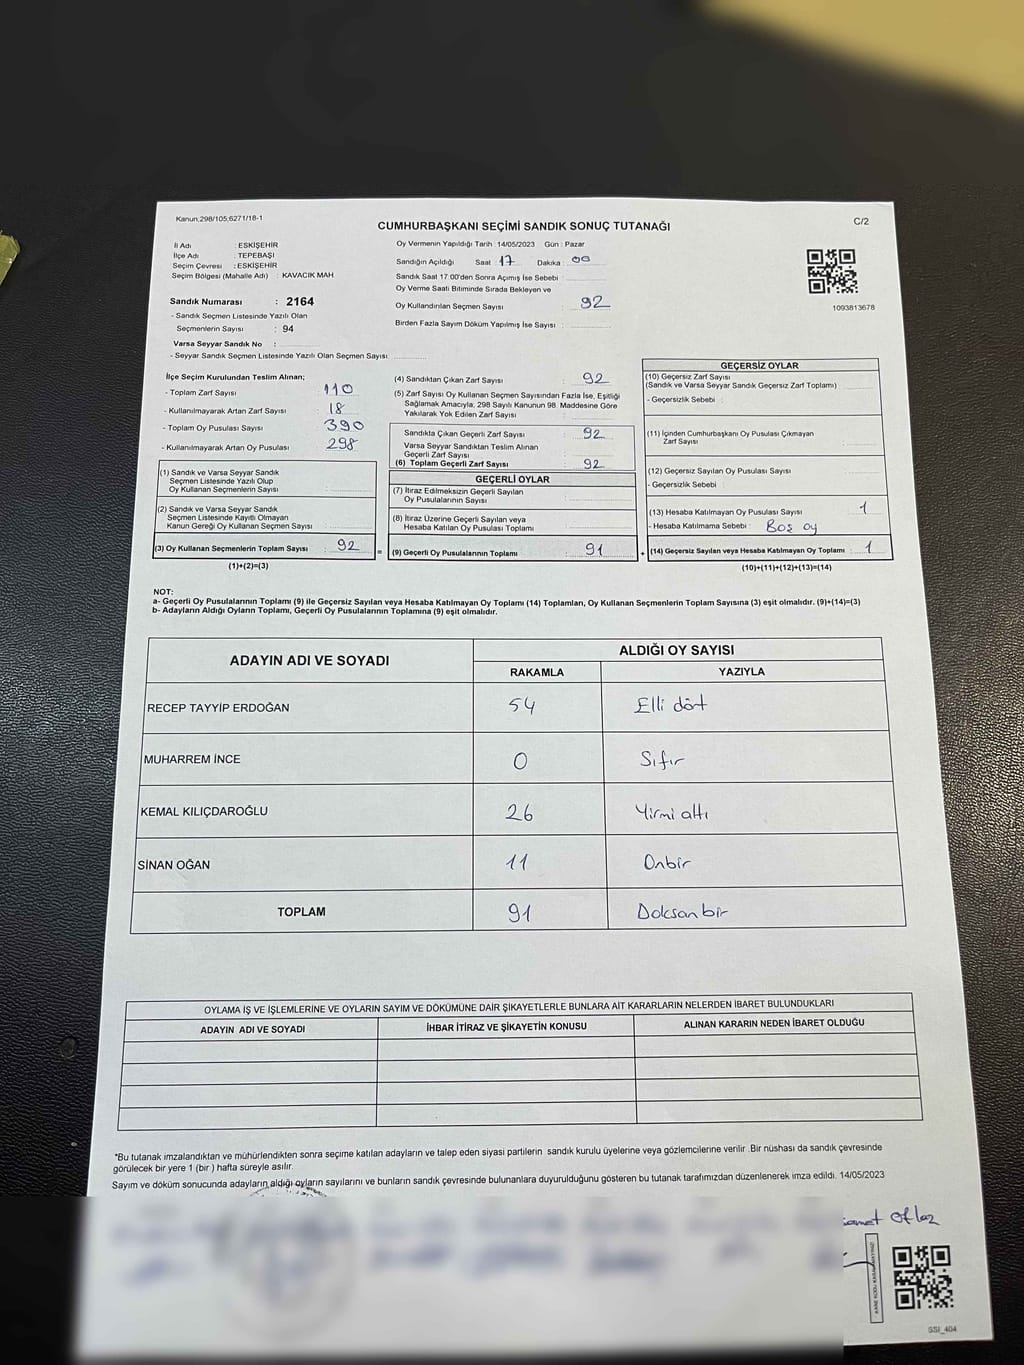 Kanun;298/105;6271/18-1
C/2
CUMHURBAŞKANI SEÇİMİ SANDIK SONUÇ TUTANAĞI
İl Adı : ESKİŞEHİR
İlçe Adı : TEPEBAŞI
Seçim Çevresi : ESKİŞEHİR
Seçim Bölgesi (Mahalle Adı) : KAVACIK MAH.
Sandık Numarası : 2164
- Sandık Seçmen Listesinde Yazılı Olan
Seçmenlerin Sayısı : 94
Varsa Seyyar Sandık No :
- Seyyar Sandık Seçmen Listesinde Yazılı Olan Seçmen Sayısı :
Oy Vermenin Yapıldığı Tarih : 14/05/2023 Gün : Pazar
Sandığın Açıldığı Saat : 17 Dakika : 00
Sandık Saat 17.00'den Sonra Açımış İse Sebebi :
Oy Verme Saati Bitiminde Sırada Bekleyen ve
Oy Kullandırılan Seçmen Sayısı : 92
Birden Fazla Sayım Döküm Yapılmış İse Sayısı :
1093813678
İlçe Seçim Kurulundan Teslim Alınan;
- Toplam Zarf Sayısı : 110
- Kullanılmayarak Artan Zarf Sayısı : 18
- Toplam Oy Pusulası Sayısı : 390
- Kullanılmayarak Artan Oy Pusulası : 298
(1) Sandık ve Varsa Seyyar Sandık
Seçmen Listesinde Yazılı Olup
Oy Kullanan Seçmenlerin Sayısı :
(2) Sandık ve Varsa Seyyar Sandık
Seçmen Listesinde Kayıtlı Olmayan
Kanun Gereği Oy Kullanan Seçmen Sayısı :
(3) Oy Kullanan Seçmenlerin Toplam Sayısı : 92
(1)+(2)=(3)
(4) Sandıktan Çıkan Zarf Sayısı : 92
(5) Zarf Sayısı Oy Kullanan Seçmen Sayısından Fazla İse, Eşitliği
Sağlamak Amacıyla, 298 Sayılı Kanunun 98. Maddesine Göre
Yakılarak Yok Edilen Zarf Sayısı :
Sandıkta Çıkan Geçerli Zarf Sayısı : 92
Varsa Seyyar Sandıktan Teslim Alınan
Geçerli Zarf Sayısı :
(6) Toplam Geçerli Zarf Sayısı : 92
GEÇERLİ OYLAR
(7) İtiraz Edilmeksizin Geçerli Sayılan
Oy Pusulalarının Sayısı :
(8) İtiraz Üzerine Geçerli Sayılan veya
Hesaba Katılan Oy Pusulası Toplamı :
= (9) Geçerli Oy Pusulalarının Toplamı : 91
GEÇERSİZ OYLAR
(10) Geçersiz Zarf Sayısı
(Sandık ve Varsa Seyyar Sandık Geçersiz Zarf Toplamı) :
- Geçersizlik Sebebi :
(11) İçinden Cumhurbaşkanı Oy Pusulası Çıkmayan
Zarf Sayısı :
(12) Geçersiz Sayılan Oy Pusulası Sayısı :
- Geçersizlik Sebebi :
(13) Hesaba Katılmayan Oy Pusulası Sayısı : 1
- Hesaba Katılmama Sebebi : Boş oy
+ (14) Geçersiz Sayılan veya Hesaba Katılmayan Oy Toplamı : 1
(10)+(11)+(12)+(13)=(14)
NOT:
a- Geçerli Oy Pusulalarının Toplamı (9) ile Geçersiz Sayılan veya Hesaba Katılmayan Oy Toplamı (14) Toplamları, Oy Kullanan Seçmenlerin Toplam Sayısına (3) eşit olmalıdır. (9)+(14)=(3)
b- Adayların Aldığı Oyların Toplamı, Geçerli Oy Pusulalarının Toplamına (9) eşit olmalıdır.
ADAYIN ADI VE SOYADI ALDIĞI OY SAYISI
RAKAMLA YAZIYLA
RECEP TAYYİP ERDOĞAN 54 Elli dört
MUHARREM İNCE 0 Sıfır
KEMAL KILIÇDAROĞLU 26 Yirmi altı
SİNAN OĞAN 11 Onbir
TOPLAM 91 Doksan bir
OYLAMA İŞ VE İŞLEMLERİNE VE OYLARIN SAYIM VE DÖKÜMÜNE DAİR ŞİKAYETLERLE BUNLARA AİT KARARLARIN NELERDEN İBARET BULUNDUKLARI
ADAYIN ADI VE SOYADI İHBAR İTİRAZ VE ŞİKAYETİN KONUSU ALINAN KARARIN NEDEN İBARET OLDUĞU
*Bu tutanak imzalandıktan ve mühürlendikten sonra seçime katılan adayların ve talep eden siyasi partilerin sandık kurulu üyelerine veya gözlemcilerine verilir. Bir nüshası da sandık çevresinde
görülecek bir yere 1 (bir) hafta süreyle asılır.
Sayım ve döküm sonucunda adayların aldığı oyların sayılarını ve bunların sandık çevresinde bulunanlara duyurulduğunu gösteren bu tutanak tarafımızdan düzenlenerek imza edildi. 14/05/2023
SSI_404